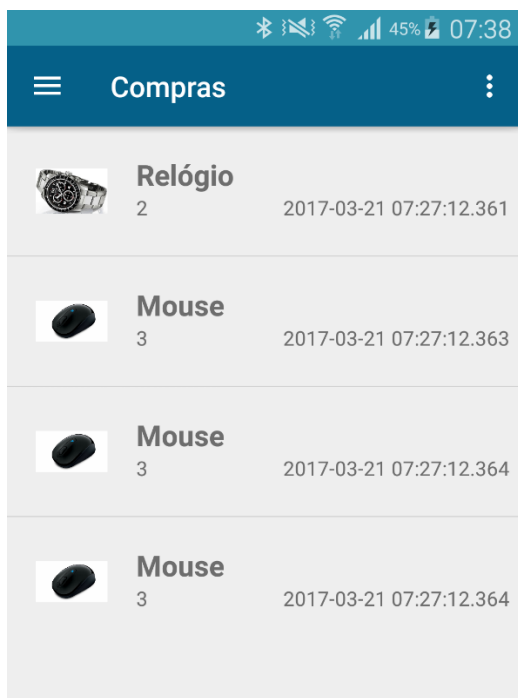 45% 07:38
Compras
Relógio
2 2017-03-21 07:27:12.361
Mouse
3 2017-03-21 07:27:12.363
Mouse
3 2017-03-21 07:27:12.364
Mouse
3 2017-03-21 07:27:12.364